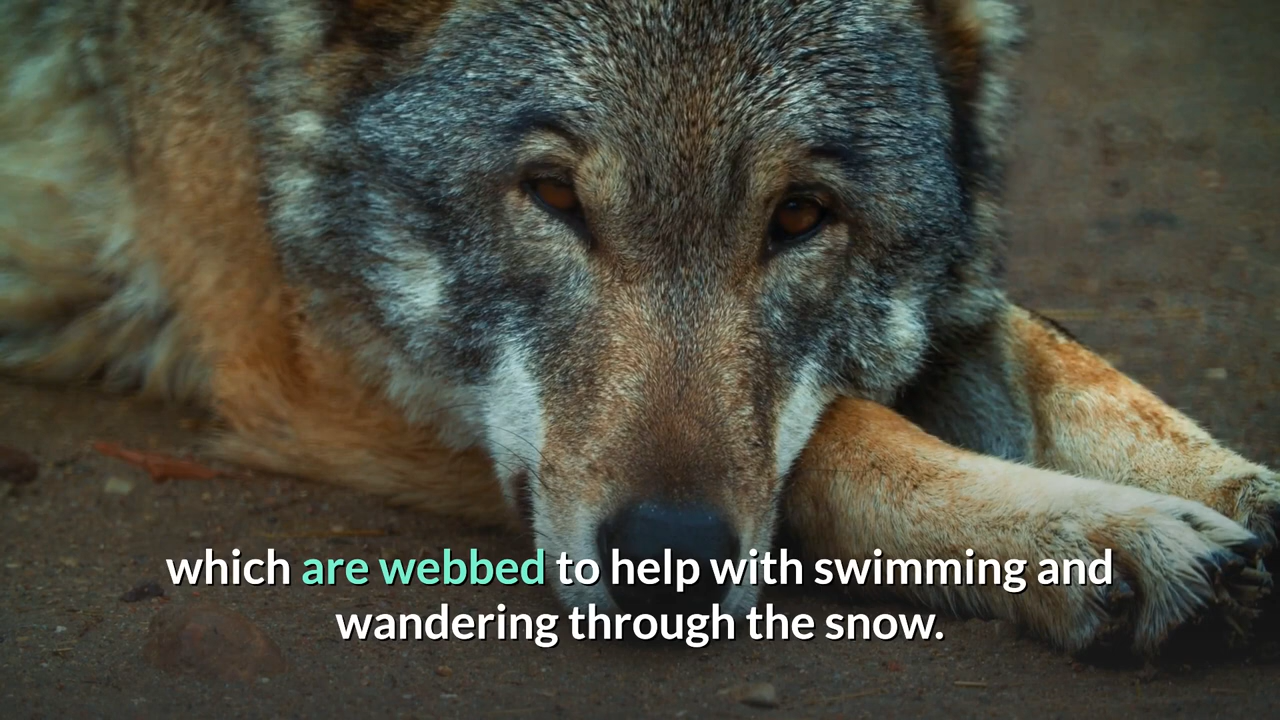 which are webbed to help with swimming and
wandering through the snow.